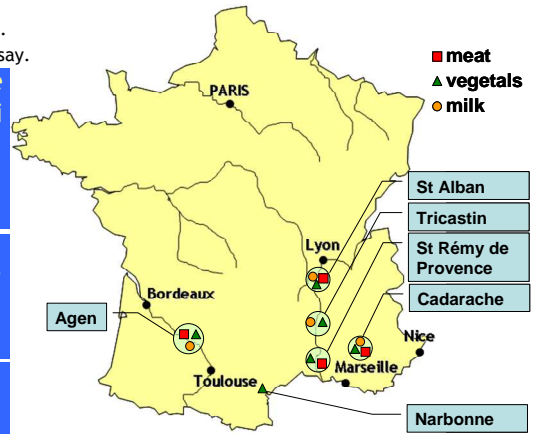 .
say.
meat
vegetals
milk
PARIS
St Alban
Tricastin
St Rémy de
Provence
Cadarache
Lyon
Bordeaux
Agen
Nice
Marseille
Toulouse
Narbonne